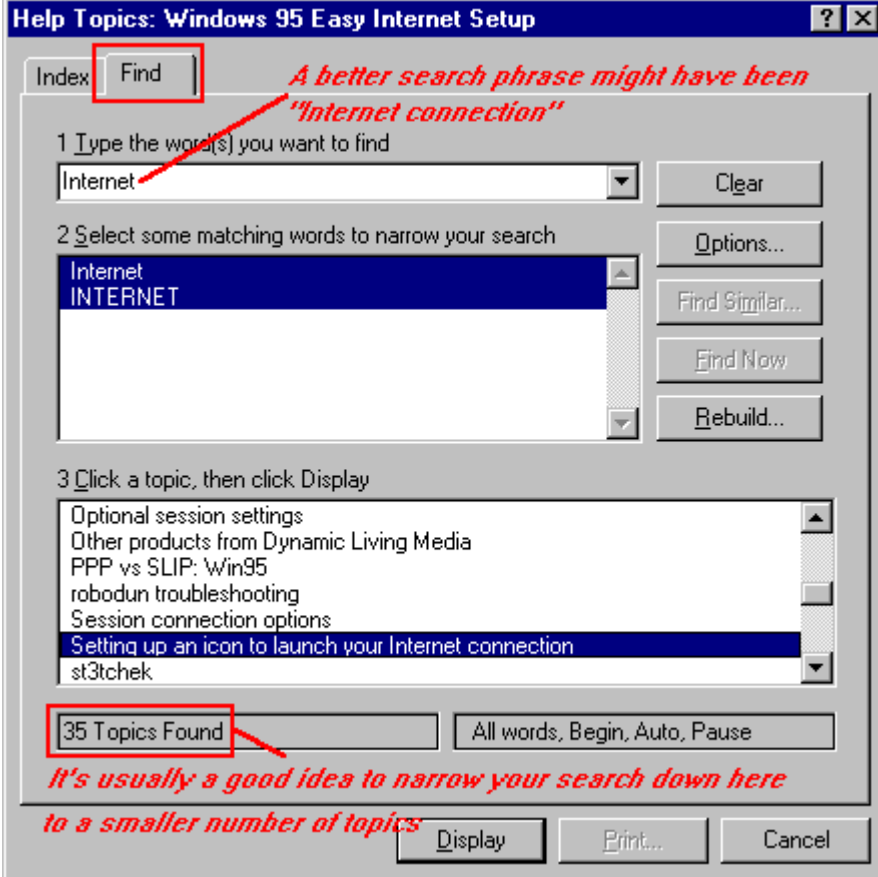 Help Topics: Windows 95 Easy Internet Setup
Index
Find
A better search phrase might have been
"Internet connection"
1 Type the word(s) you want to find
Internet
Clear
2 Select some matching words to narrow your search
Options...
Internet
INTERNET
Find Similar...
Find Now
Rebuild...
3 Click a topic, then click Display
Optional session settings
Other products from Dynamic Living Media
PPP vs SLIP: Win95
robodun troubleshooting
Session connection options
Setting up an icon to launch your Internet connection
st3tchek
35 Topics Found
All words, Begin, Auto, Pause
It's usually a good idea to narrow your search down here
to a smaller number of topics
Display
Print...
Cancel